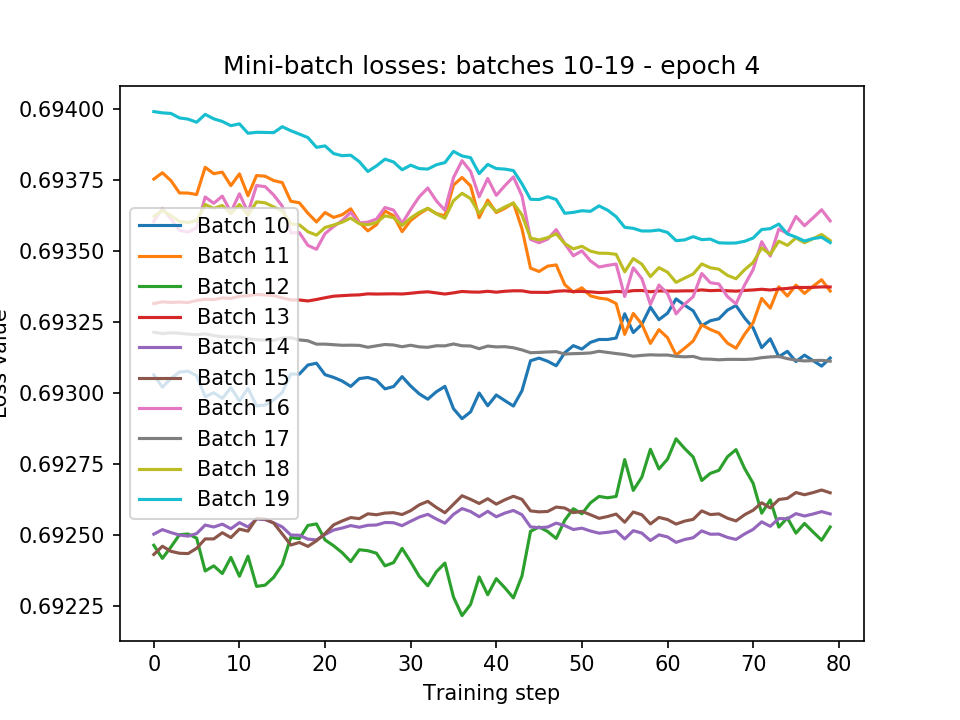 Mini-batch losses: batches 10-19 - epoch 4
0.69400
0.69375
0.69350
0.69325
0.69300
0.69275
0.69250
0.69225
Batch 10
Batch 11
Batch 12
Batch 13
Batch 14
Batch 15
Batch 16
Batch 17
Batch 18
Batch 19
0 10 20 30 40 50 60 70 80
Training step